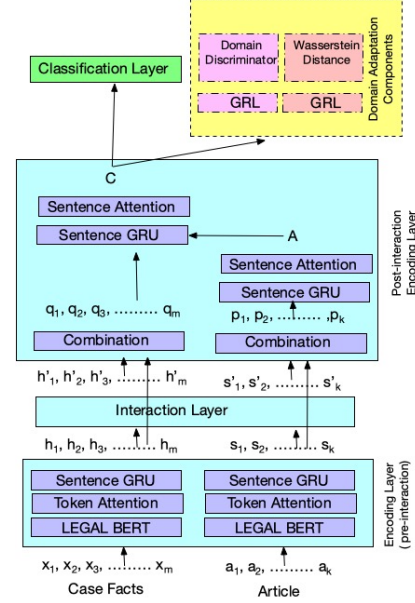 Domain Discriminator
Wasserstein Distance
GRL
GRL
Domain Adaptation Components
Classification Layer
C
Sentence Attention
Sentence GRU
A
Sentence Attention
Sentence GRU
q1, q2, q3, ......... qm
p1, p2, ......... ,pk
Combination
Combination
Post-interaction Encoding Layer
h'1, h'2, h'3, ......... h'm
s'1, s'2, ......... s'k
Interaction Layer
h1, h2, h3, ......... hm
s1, s2, ......... sk
Sentence GRU
Sentence GRU
Token Attention
Token Attention
LEGAL BERT
LEGAL BERT
Encoding Layer
( pre-interaction)
x1, x2, x3, ......... xm
a1, a2, ......... ak
Case Facts
Article